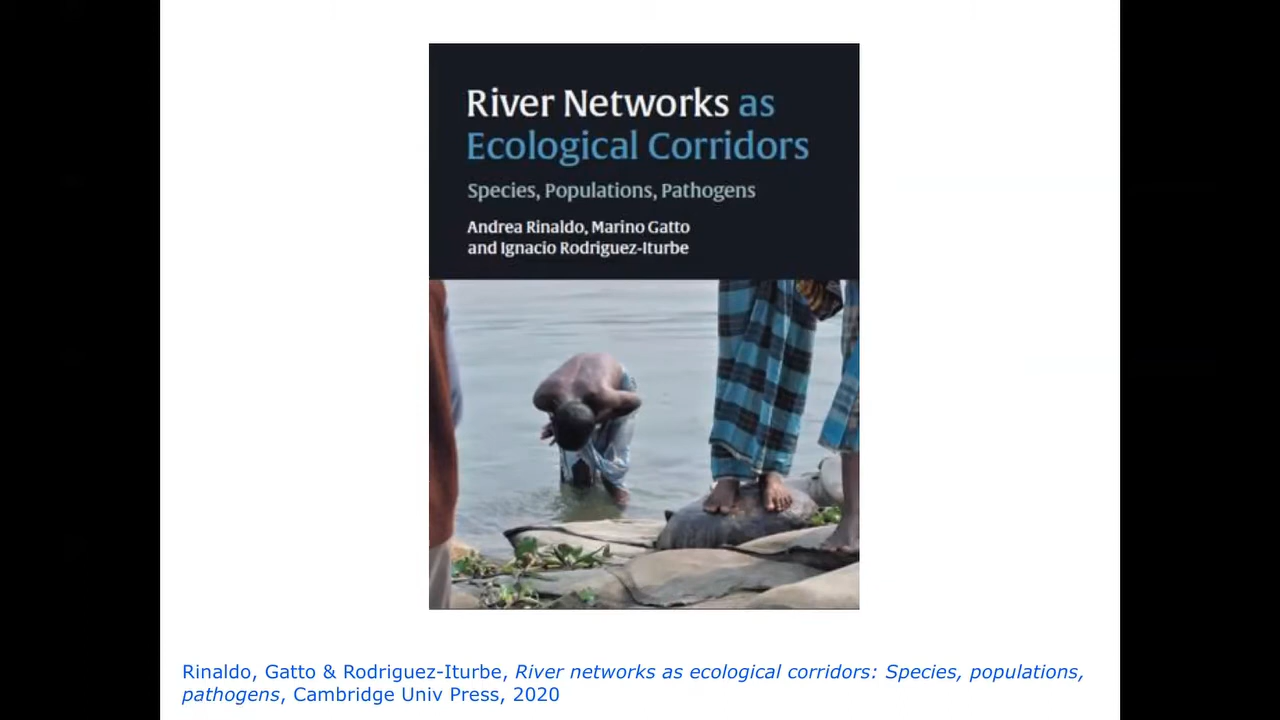 River Networks as
Ecological Corridors
Species, Populations, Pathogens
Andrea Rinaldo, Marino Gatto
and Ignacio Rodriguez-Iturbe
Rinaldo, Gatto & Rodriguez-Iturbe, River networks as ecological corridors: Species, populations,
pathogens, Cambridge Univ Press, 2020